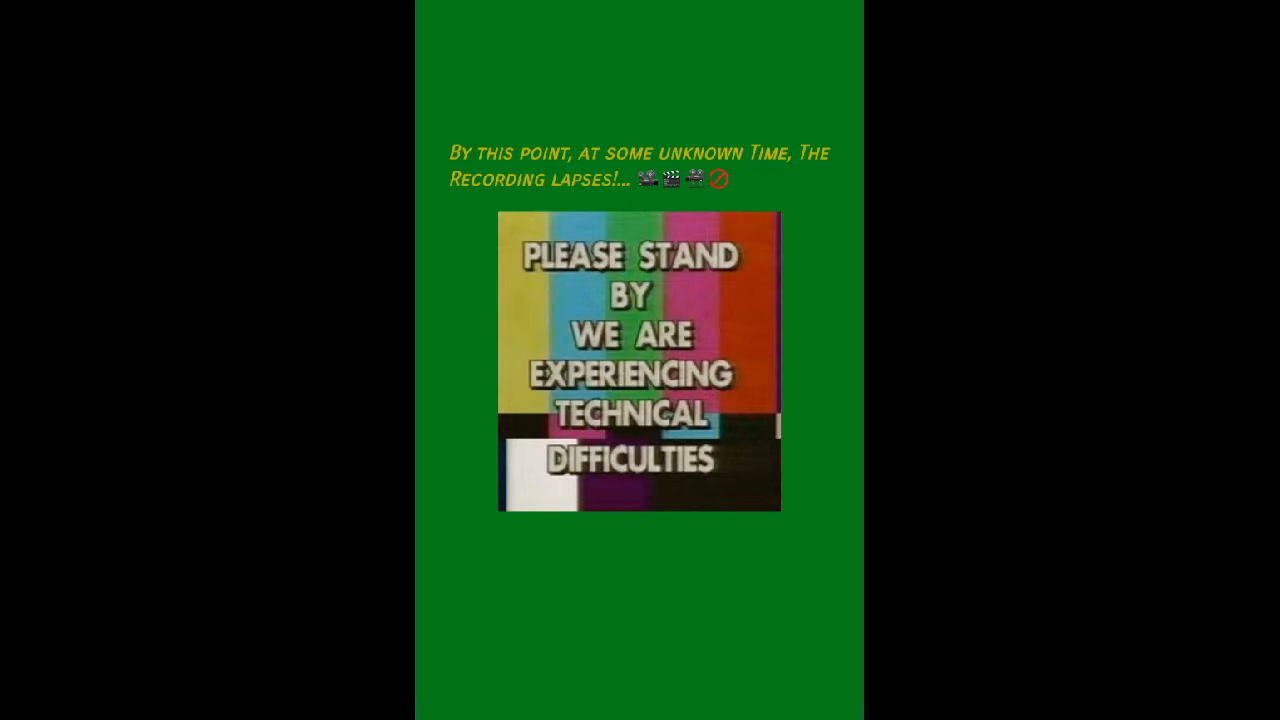 By this point, at some unknown Time, The
Recording lapses!... 🎥🎬🎥🚫
PLEASE STAND
BY
WE ARE
EXPERIENCING
TECHNICAL
DIFFICULTIES